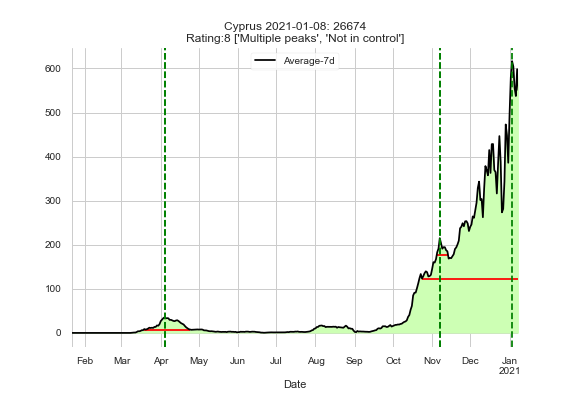 Cyprus 2021-01-08: 26674
Rating:8 ['Multiple peaks', 'Not in control']
Average-7d
600
500
400
300
200
100
0
Feb Mar Apr May Jun Jul Aug Sep Oct Nov Dec Jan
2021
Date